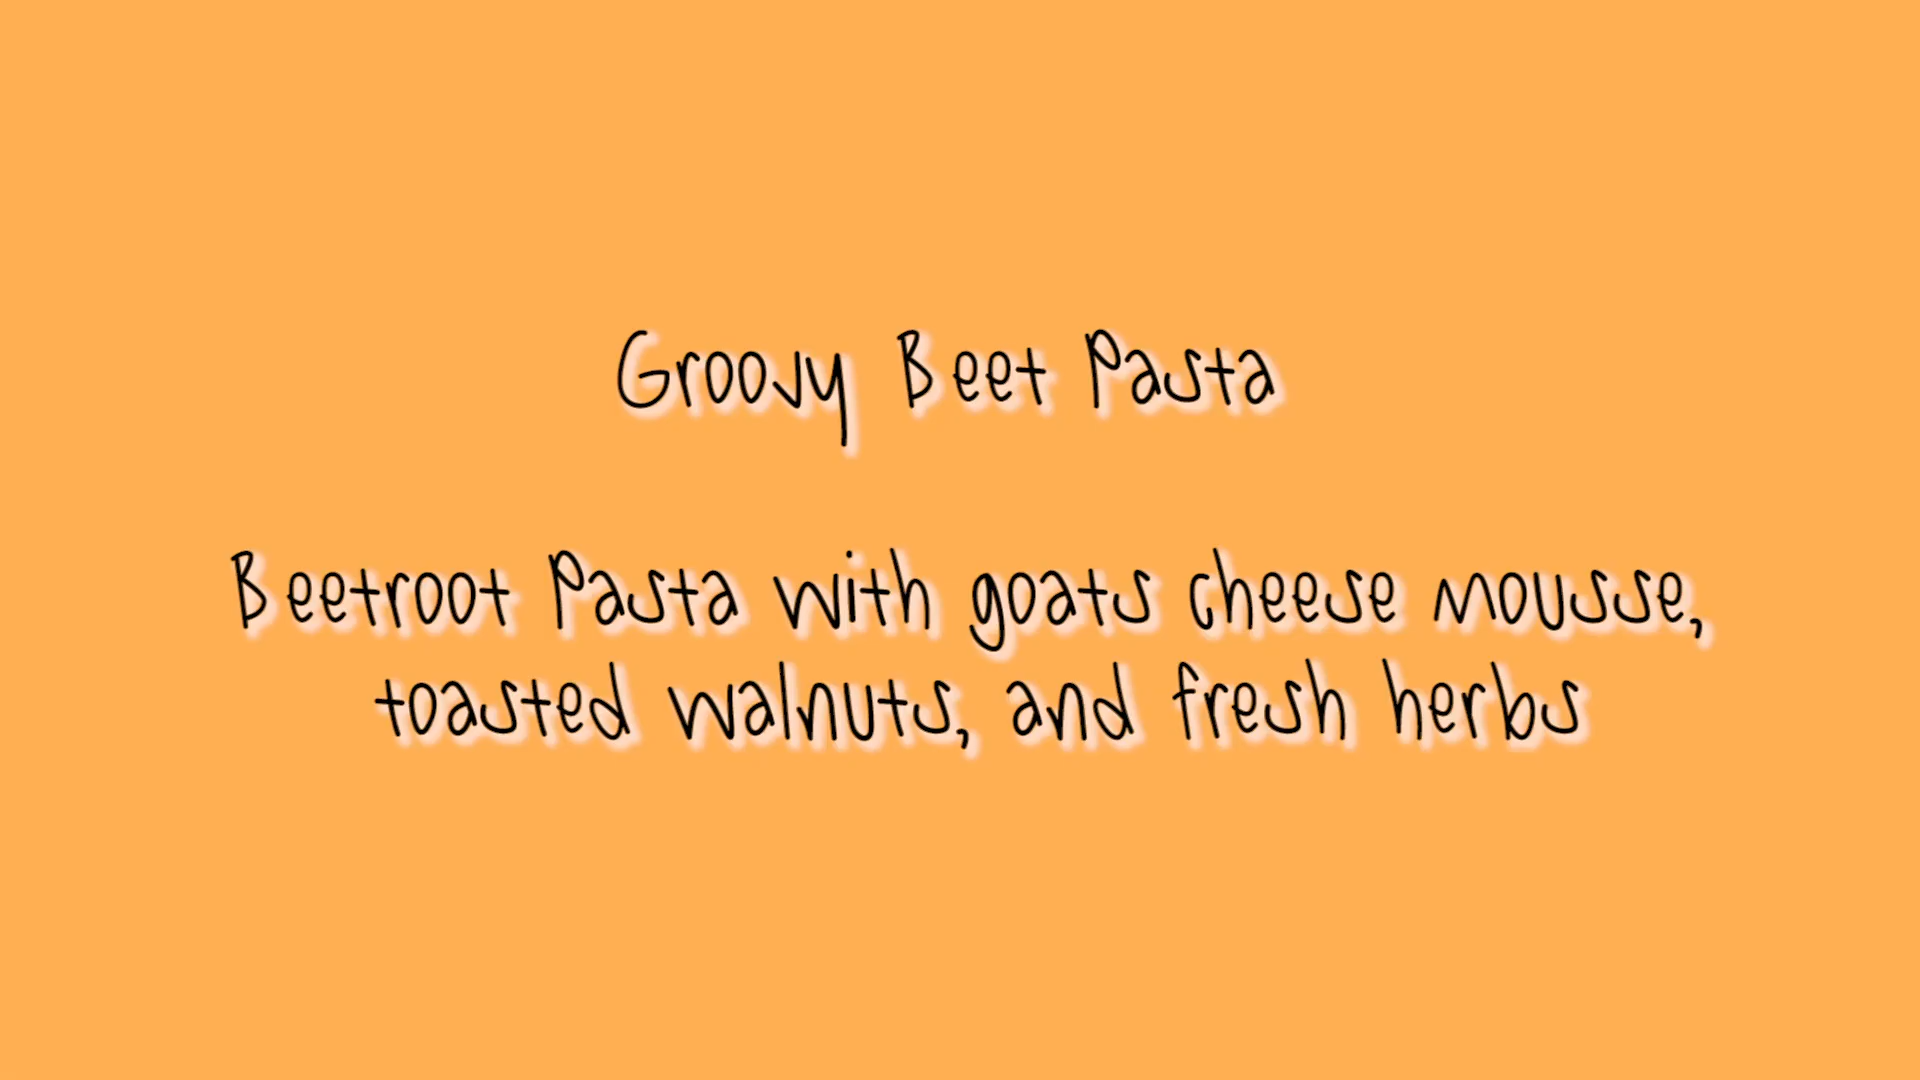 Groovy Beet Pasta
Beetroot Pasta with goats cheese mousse,
toasted walnuts, and fresh herbs